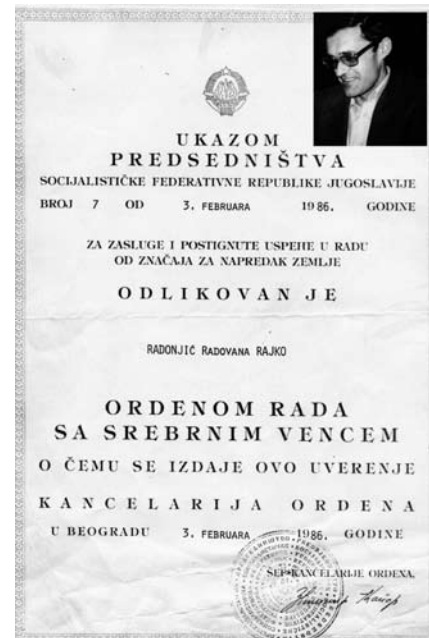 UKAZOM
PREDSEDNIŠTVA
SOCIJALISTIČKE FEDERATIVNE REPUBLIKE JUGOSLAVIJE
BROJ 7 OD 3. FEBRUARA 1986. GODINE
ZA ZASLUGE I POSTIGNUTE USPEHE U RADU
OD ZNAČAJA ZA NAPREDAK ZEMLJE
ODLIKOVAN JE
RADONJIĆ RADOVANA RAJKO
ORDENOM RADA
SA SREBRNIM VENCEM
O ČEMU SE IZDAJE OVO UVERENJE
KANCELARIJA ORDENA
U BEOGRADU 3. FEBRUARA 1986. GODINE
ŠEF KANCELARIJE ORDENA,